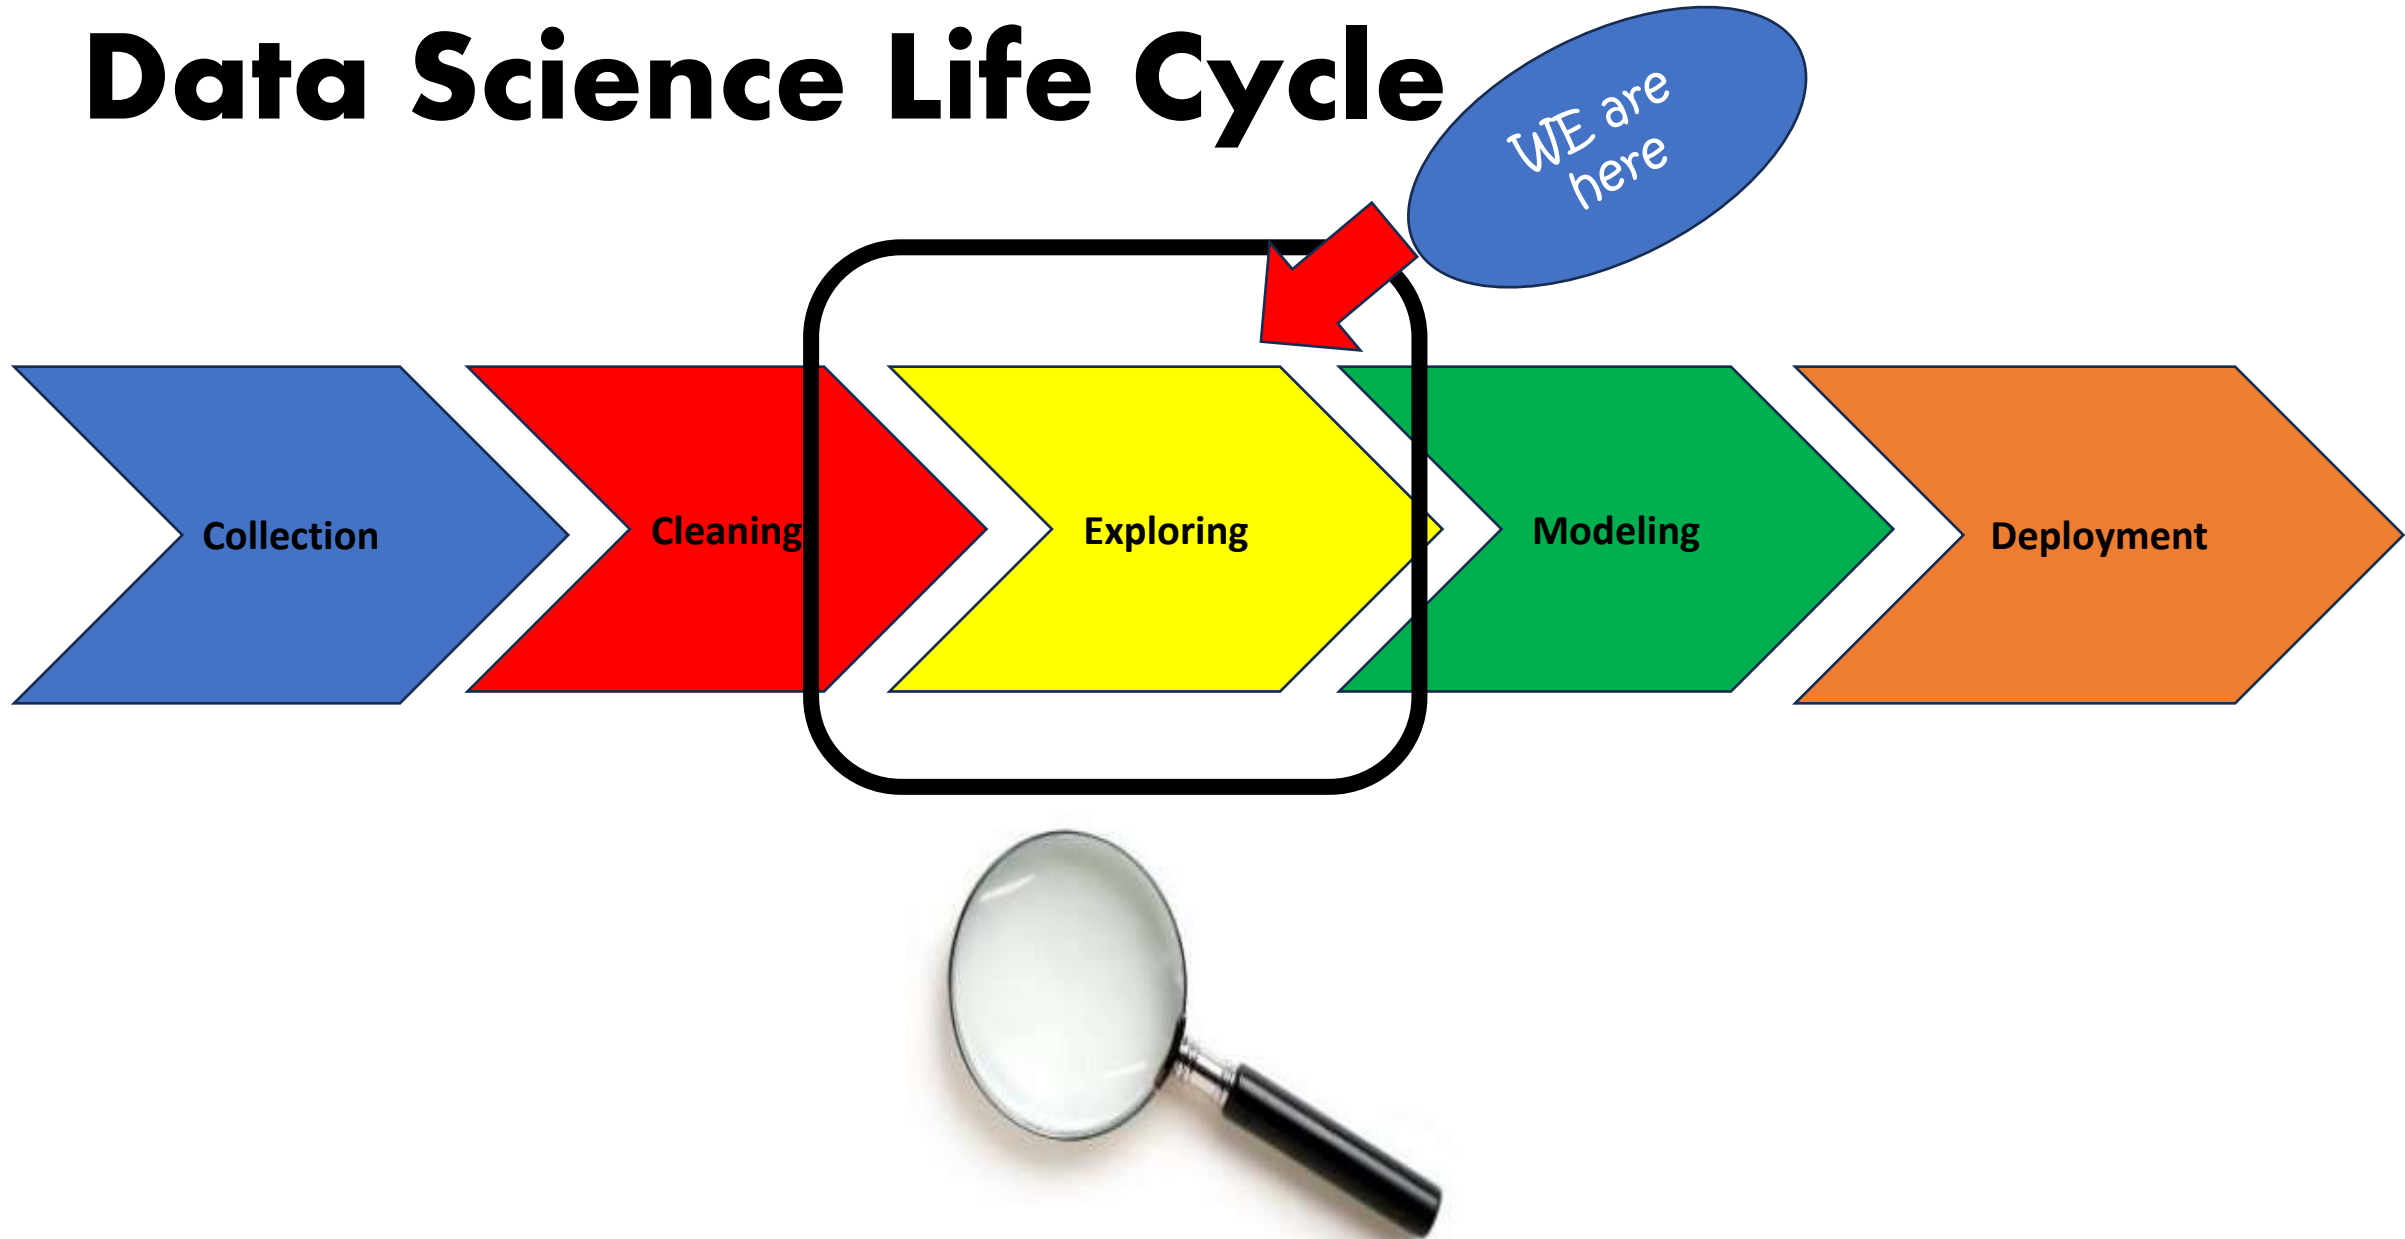 Data Science Life Cycle
WE are
here
Collection
Cleaning
Exploring
Modeling
Deployment